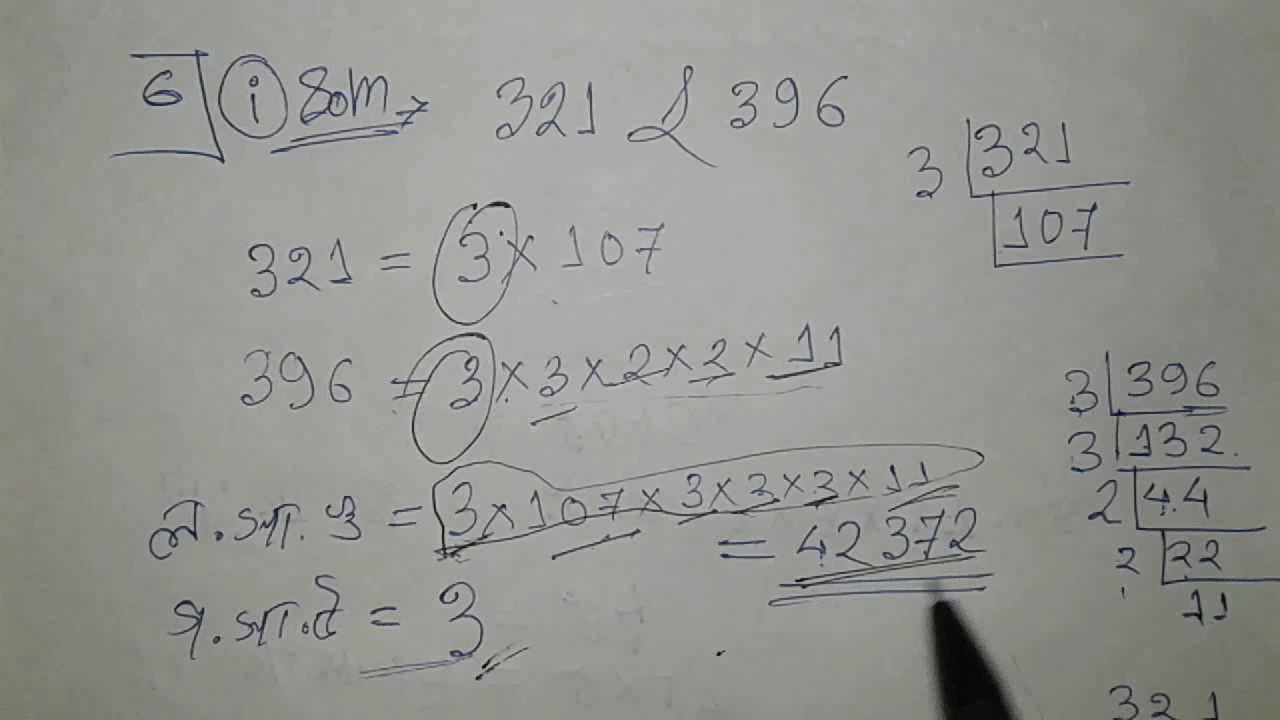 6 i Som 321 & 396
321 = 3 × 107
396 = 3 × 3 × 2 × 2 × 11
ल.सा.उ = 3 × 107 × 3 × 3 × 3 × 11
= 42372
= 3
3 321
107
3 396
3 132
2 44
2 22
11
321